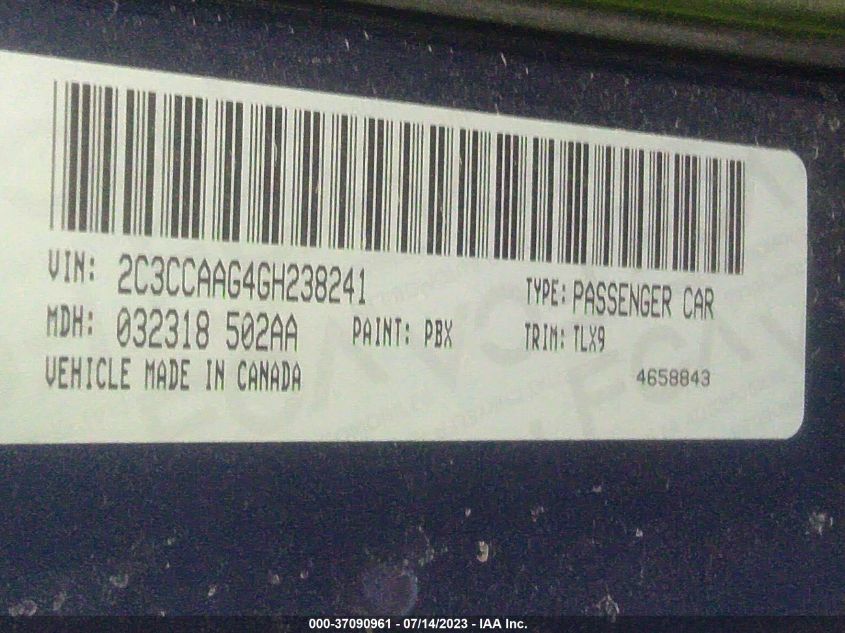 VIN: 2C3CCAAG4GH238241 TYPE: PASSENGER CAR
MDH: 032318 502AA PAINT: PBX TRIM: TLX9
VEHICLE MADE IN CANADA 4658843
000-37090961 - 07/14/2023 - IAA Inc.